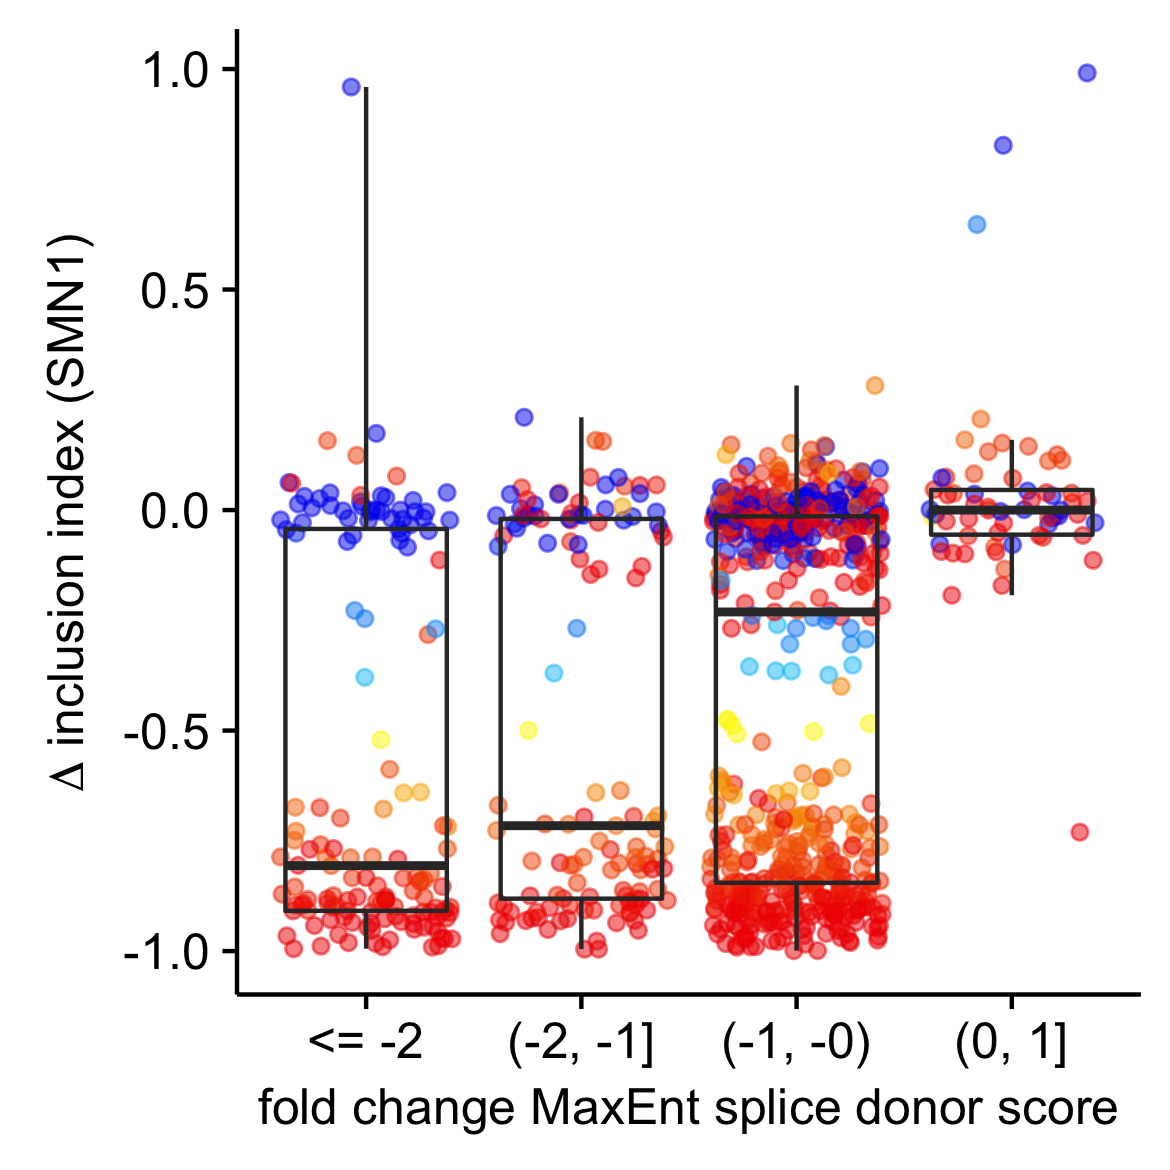 Δ inclusion index (SMN1)
1.0
0.5
0.0
-0.5
-1.0
<= -2 (-2, -1] (-1, -0) (0, 1]
fold change MaxEnt splice donor score